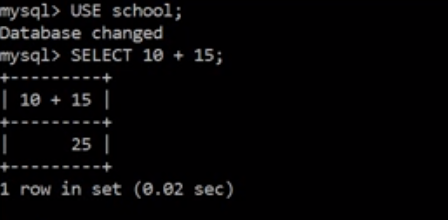 mysql> USE school;
Database changed
mysql> SELECT 10 + 15;
+---------+
| 10 + 15 |
+---------+
|      25 |
+---------+
1 row in set (0.02 sec)